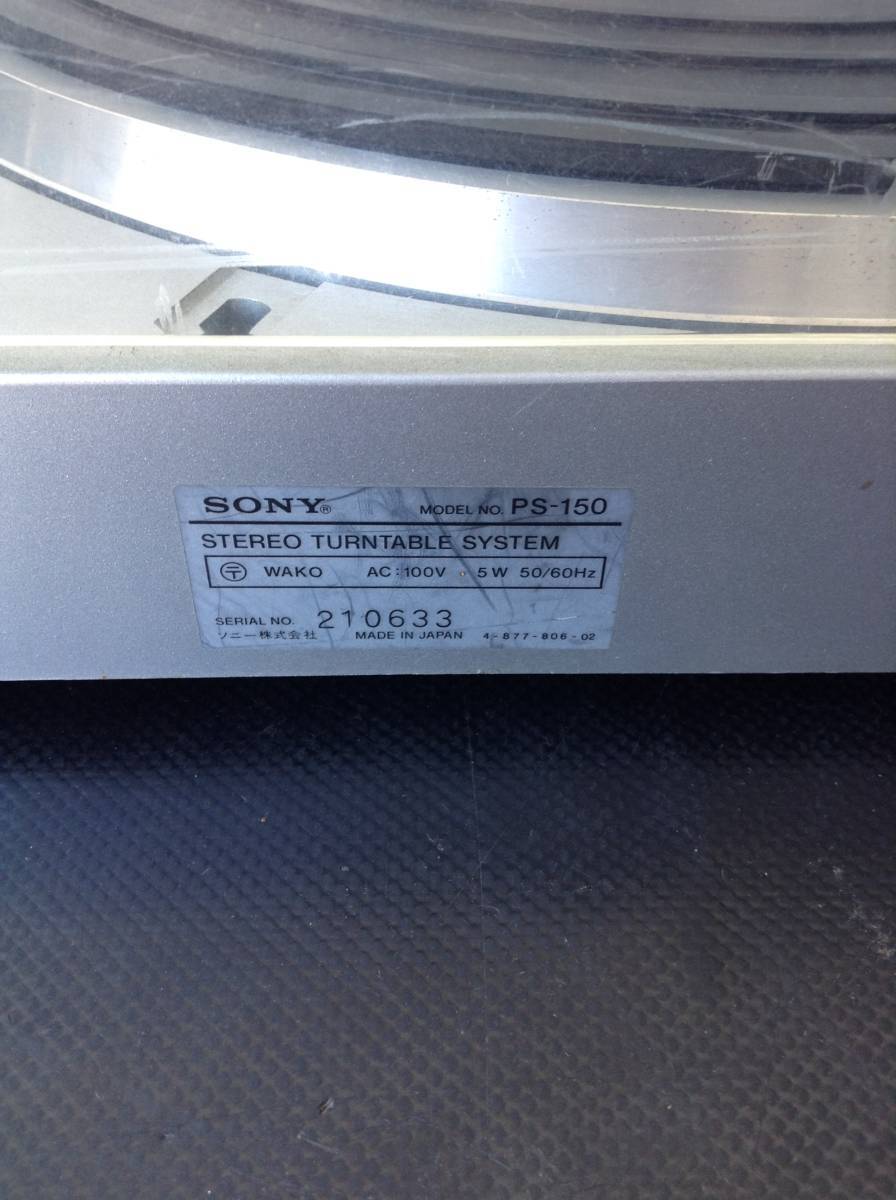 SONY® MODEL NO. PS-150
STEREO TURNTABLE SYSTEM
〶 WAKO AC:100V 5W 50/60Hz
SERIAL NO. 210633
ソニー株式会社 MADE IN JAPAN 4-877-806-02